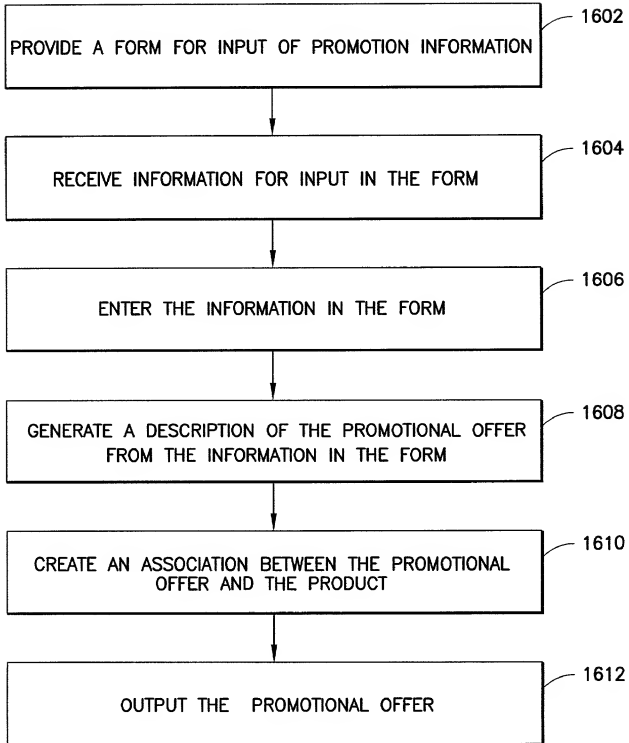 1602
PROVIDE A FORM FOR INPUT OF PROMOTION INFORMATION
1604
RECEIVE INFORMATION FOR INPUT IN THE FORM
1606
ENTER THE INFORMATION IN THE FORM
1608
GENERATE A DESCRIPTION OF THE PROMOTIONAL OFFER
FROM THE INFORMATION IN THE FORM
1610
CREATE AN ASSOCIATION BETWEEN THE PROMOTIONAL
OFFER AND THE PRODUCT
1612
OUTPUT THE PROMOTIONAL OFFER